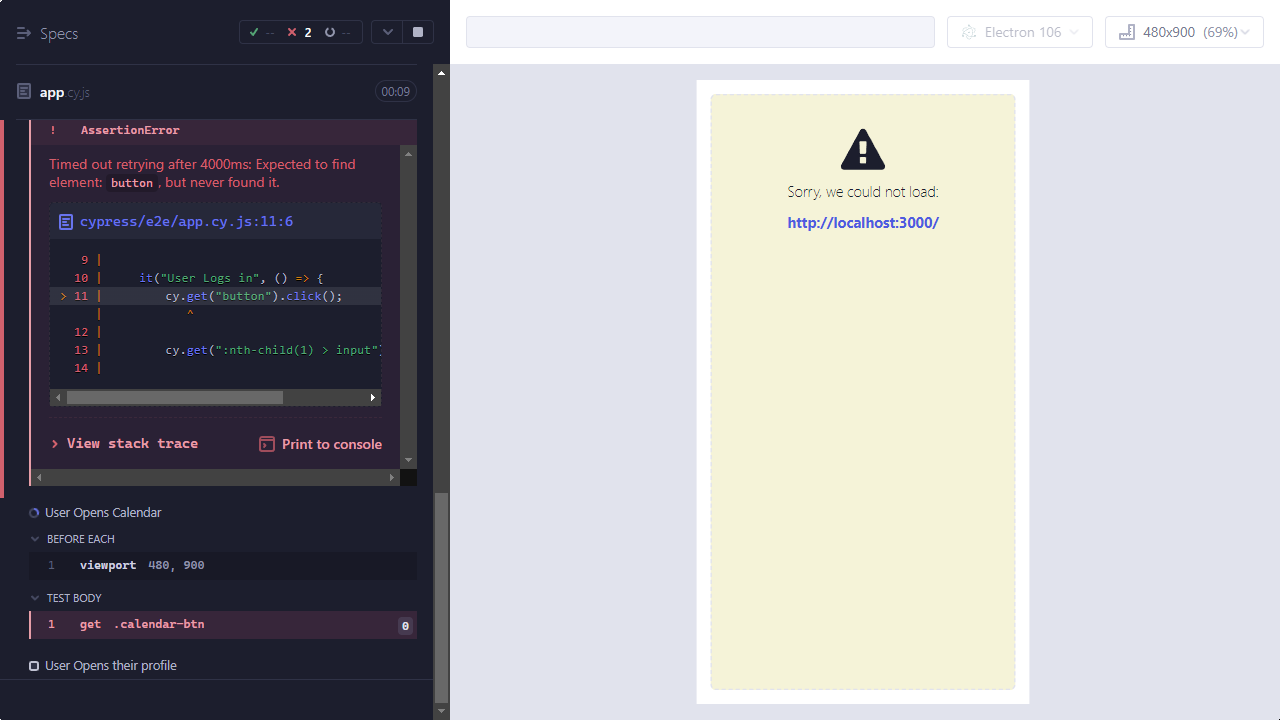 Specs
-- 2 --
Electron 106
480x900 (69%)
app.cy.js
00:09
! AssertionError
Timed out retrying after 4000ms: Expected to find
element: button, but never found it.
cypress/e2e/app.cy.js:11:6
9 |
10 | it("User Logs in", () => {
> 11 | cy.get("button").click();
| ^
12 |
13 | cy.get(":nth-child(1) > input")
14 |
> View stack trace
Print to console
User Opens Calendar
BEFORE EACH
1 viewport 480, 900
TEST BODY
1 get .calendar-btn 0
User Opens their profile
Sorry, we could not load:
http://localhost:3000/